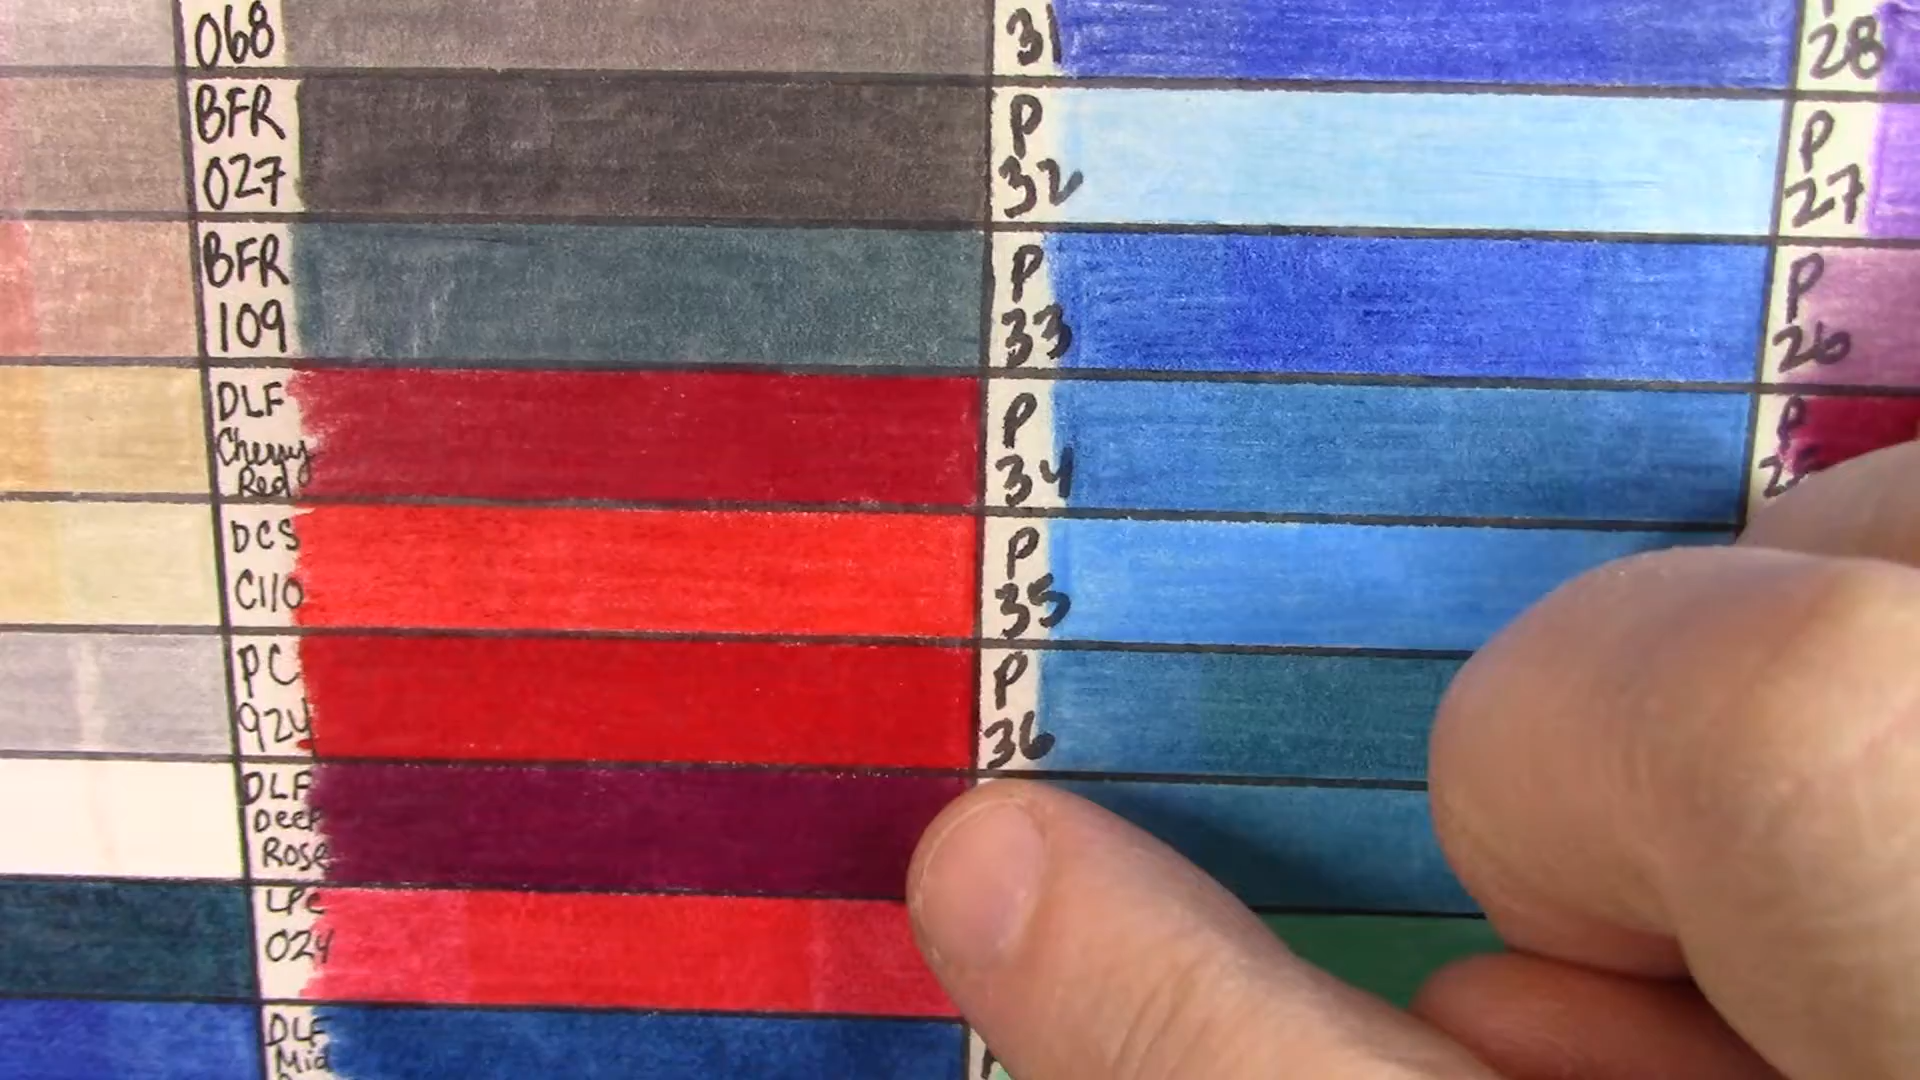 068
BFR
027
BFR
109
DLF
Cherry
Red
DCS
C110
PC
924
DLF
Deep
Rose
LPC
024
DLF
Mid
31
P
32
P
33
P
34
P
35
P
36
28
P
27
P
26
P